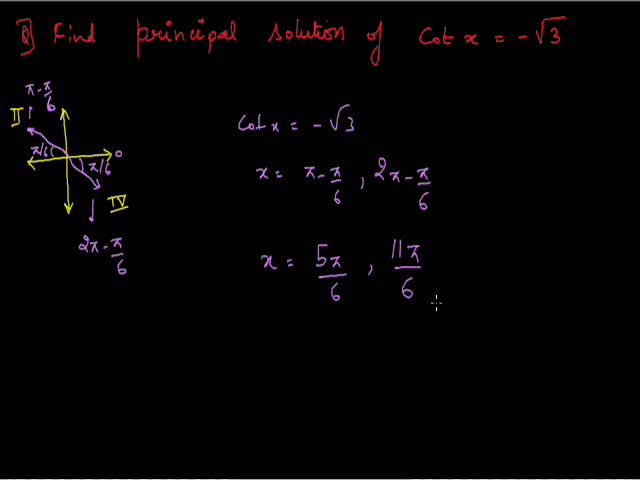 Q] Find principal solution of Cot x = -√3
π - π/6
II
Cot x = -√3
π/6
0
π/6
x = π - π/6 , 2π - π/6
IV
2π - π/6
x = 5π/6 , 11π/6